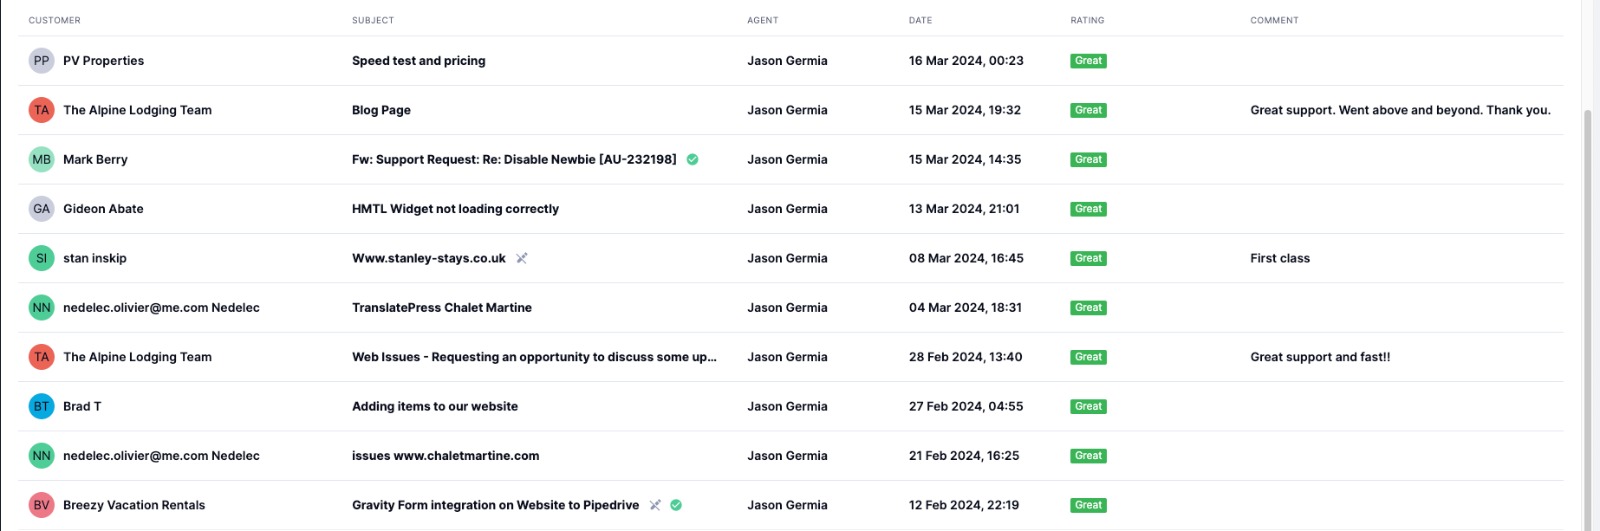 CUSTOMER SUBJECT AGENT DATE RATING COMMENT
PP PV Properties Speed test and pricing Jason Germia 16 Mar 2024, 00:23 Great
TA The Alpine Lodging Team Blog Page Jason Germia 15 Mar 2024, 19:32 Great Great support. Went above and beyond. Thank you.
MB Mark Berry Fw: Support Request: Re: Disable Newbie [AU-232198] Jason Germia 15 Mar 2024, 14:35 Great
GA Gideon Abate HMTL Widget not loading correctly Jason Germia 13 Mar 2024, 21:01 Great
SI stan inskip Www.stanley-stays.co.uk Jason Germia 08 Mar 2024, 16:45 Great First class
NN nedelec.olivier@me.com Nedelec TranslatePress Chalet Martine Jason Germia 04 Mar 2024, 18:31 Great
TA The Alpine Lodging Team Web Issues - Requesting an opportunity to discuss some up... Jason Germia 28 Feb 2024, 13:40 Great Great support and fast!!
BT Brad T Adding items to our website Jason Germia 27 Feb 2024, 04:55 Great
NN nedelec.olivier@me.com Nedelec issues www.chaletmartine.com Jason Germia 21 Feb 2024, 16:25 Great
BV Breezy Vacation Rentals Gravity Form integration on Website to Pipedrive Jason Germia 12 Feb 2024, 22:19 Great